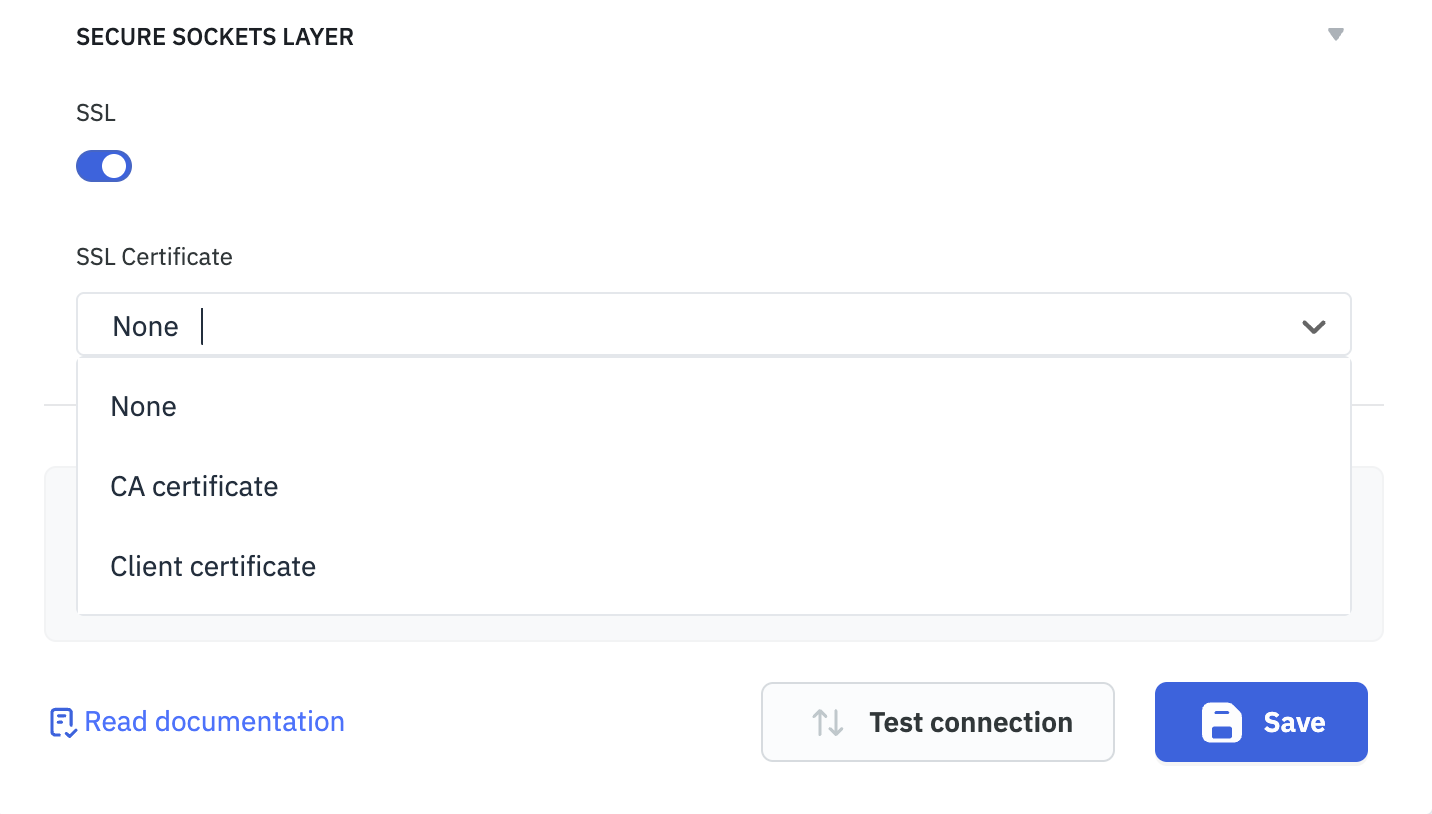 SECURE SOCKETS LAYER
SSL
SSL Certificate
None
None
CA certificate
Client certificate
Read documentation
Test connection
Save